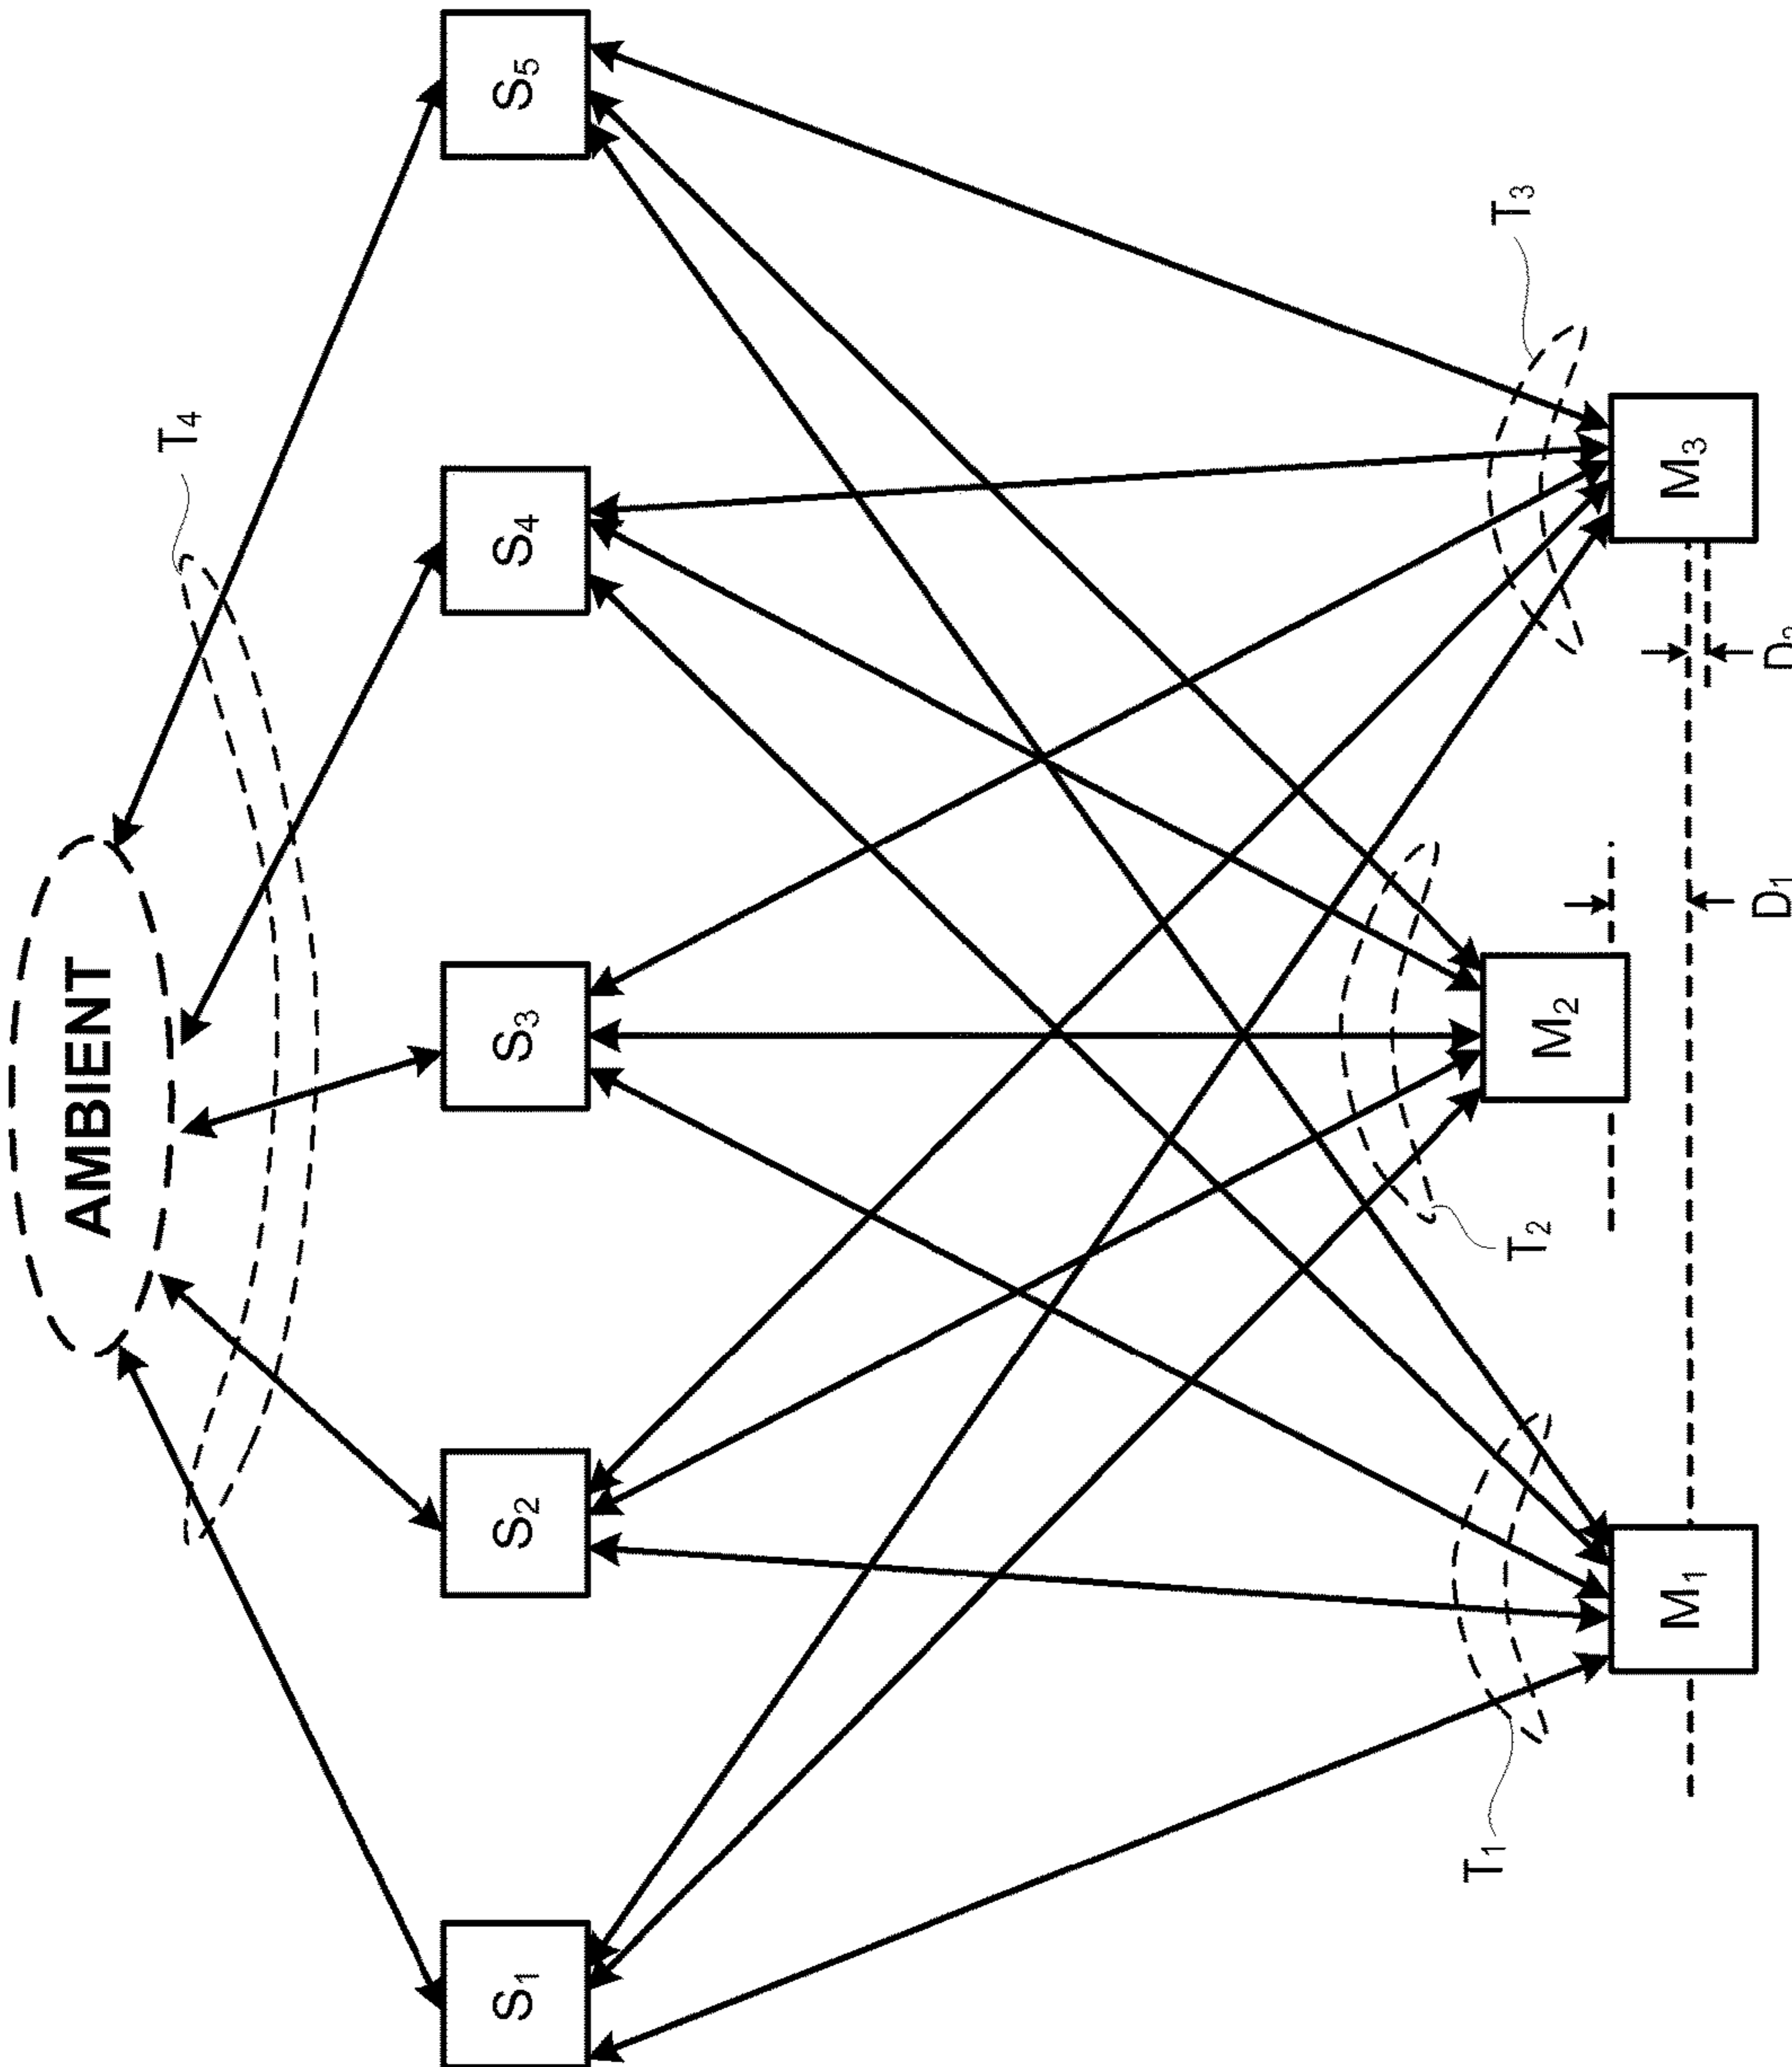 AMBIENT
T₄
S₁ S₂ S₃ S₄ S₅
T₁ T₂ T₃
M₁ M₂ M₃
D₁